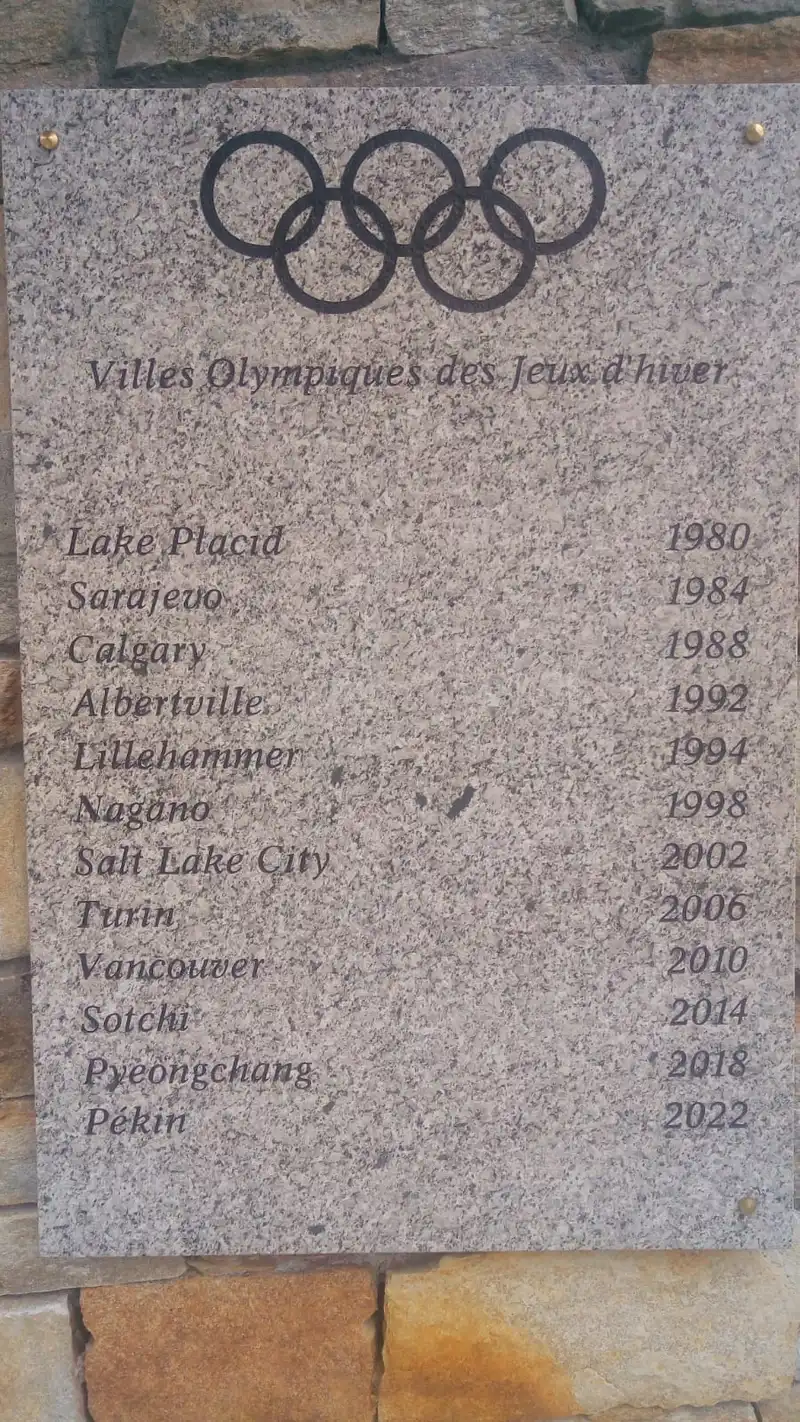 Villes Olympiques des Jeux d'hiver
Lake Placid 1980
Sarajevo 1984
Calgary 1988
Albertville 1992
Lillehammer 1994
Nagano 1998
Salt Lake City 2002
Turin 2006
Vancouver 2010
Sotchi 2014
Pyeongchang 2018
Pékin 2022